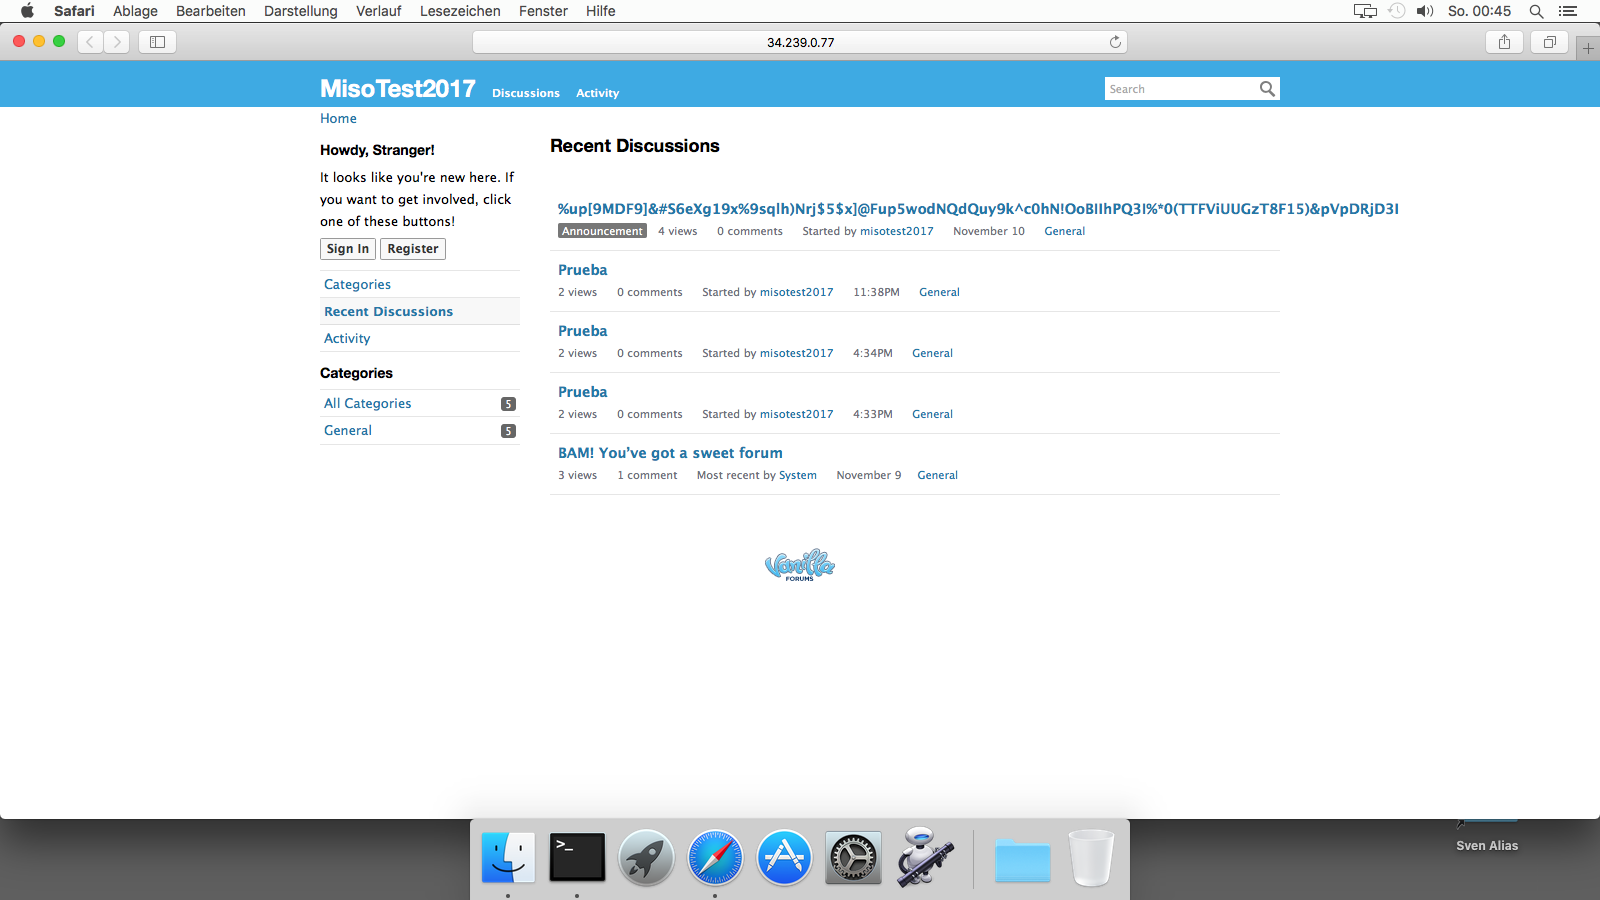 Safari Ablage Bearbeiten Darstellung Verlauf Lesezeichen Fenster Hilfe So. 00:45
34.239.0.77
MisoTest2017 Discussions Activity Search
Home
Howdy, Stranger!
It looks like you're new here. If
you want to get involved, click
one of these buttons!
Sign In Register
Categories
Recent Discussions
Activity
Categories
All Categories 5
General 5
Recent Discussions
%up[9MDF9]&#S6eXg19x%9sqlh)Nrj$5$x]@Fup5wodNQdQuy9k^c0hN!OoBlIhPQ3I%*0(TTFViUUGzT8F15)&pVpDRjD3I
Announcement 4 views 0 comments Started by misotest2017 November 10 General
Prueba
2 views 0 comments Started by misotest2017 11:38PM General
Prueba
2 views 0 comments Started by misotest2017 4:34PM General
Prueba
2 views 0 comments Started by misotest2017 4:33PM General
BAM! You’ve got a sweet forum
3 views 1 comment Most recent by System November 9 General
Vanilla
FORUMS
>_
Sven Alias